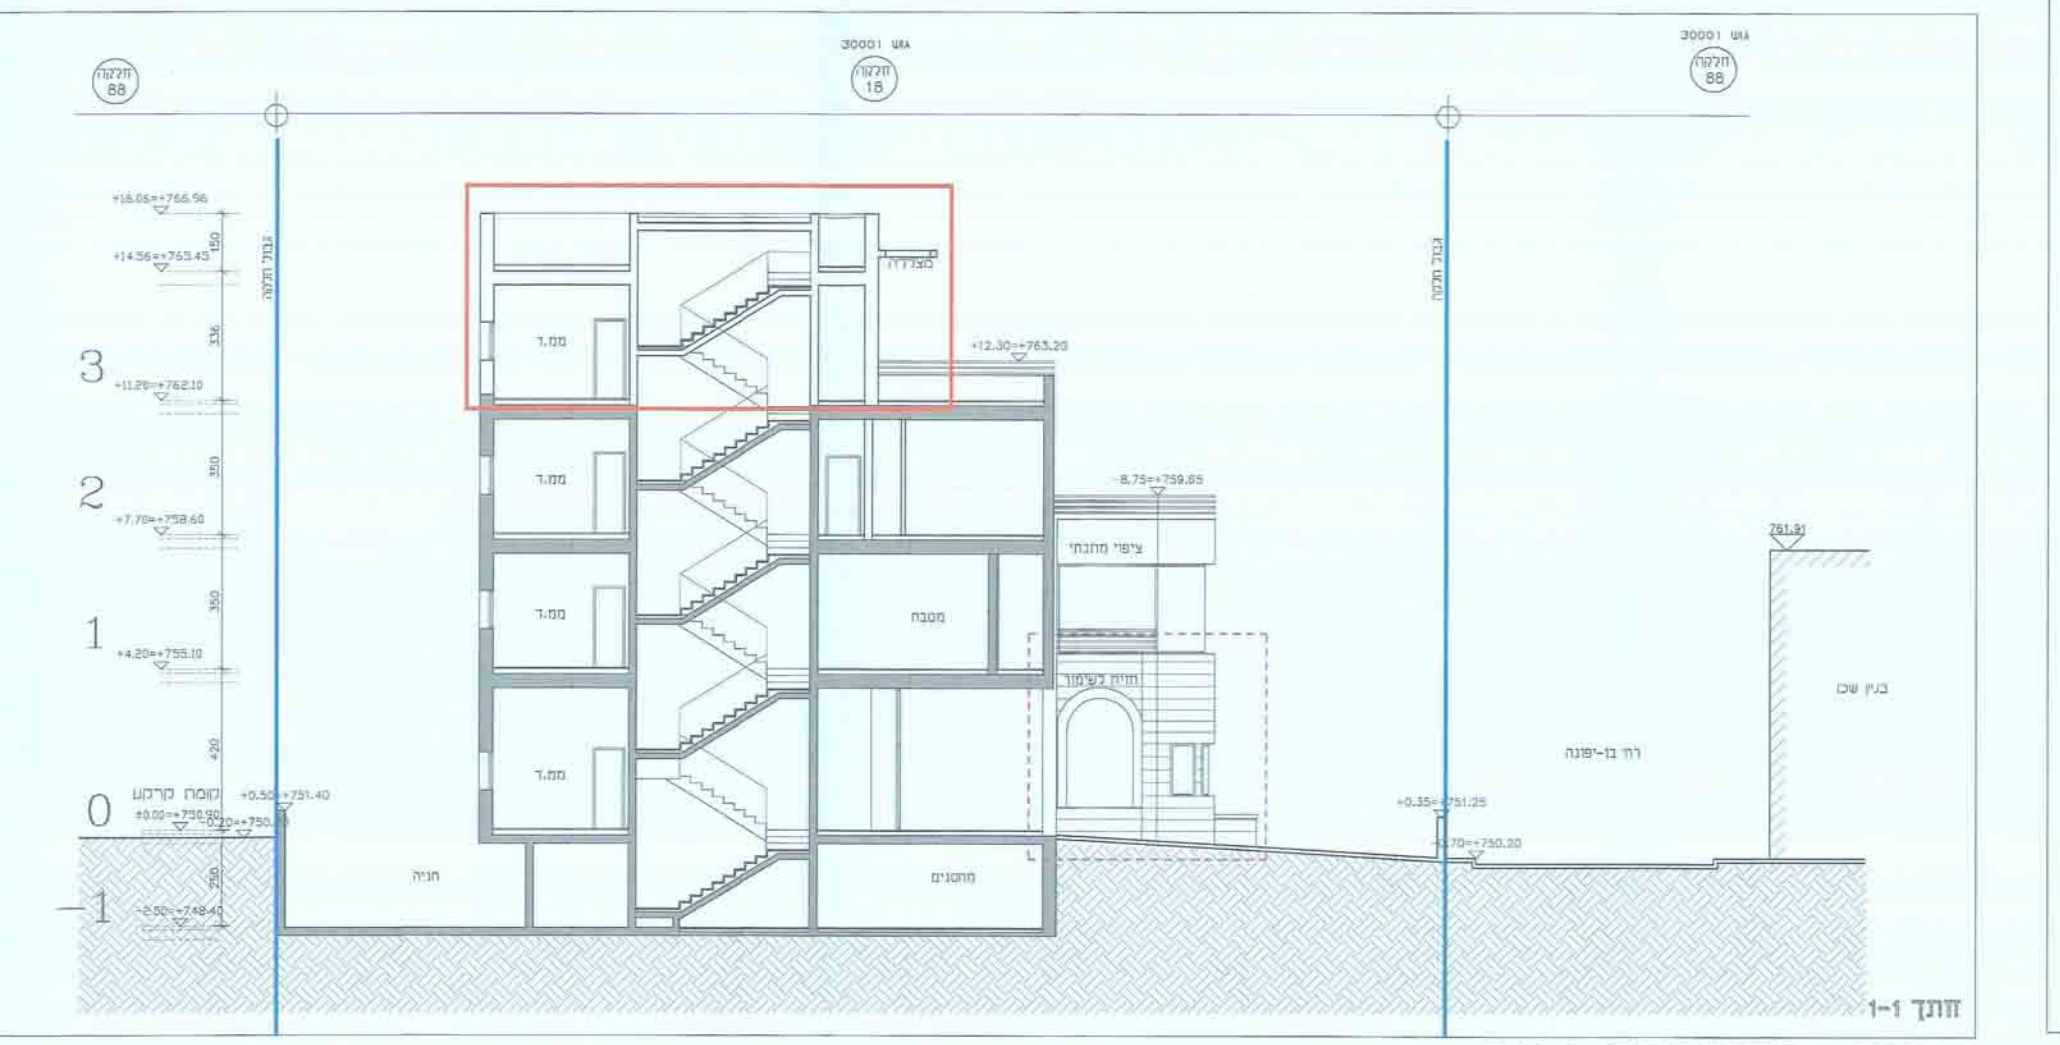 גוש 30001
חלקה
18
גוש 30001
חלקה
88
חלקה
88
+16.06=+766.96
150
גבול חלקה
גבול חלקה
+14.56=+765.45
מצללה
336
ממ.ד
+12.30=+763.20
3
+11.20=+762.10
350
ממ.ד
2
-8.75=+759.65
+7.70=+758.60
761.91
ציפוי מתכתי
350
ממ.ד
מטבח
1
+4.20=+755.10
חזית לשימור
בנין שכן
420
ממ.ד
רח' בן-יפונה
0
קומת קרקע
±0.00=+750.90
+0.50=+751.40
+0.35=+751.25
-0.70=+750.20
250
חניה
מחסנים
-1
-2.50=+748.40
חתך 1-1